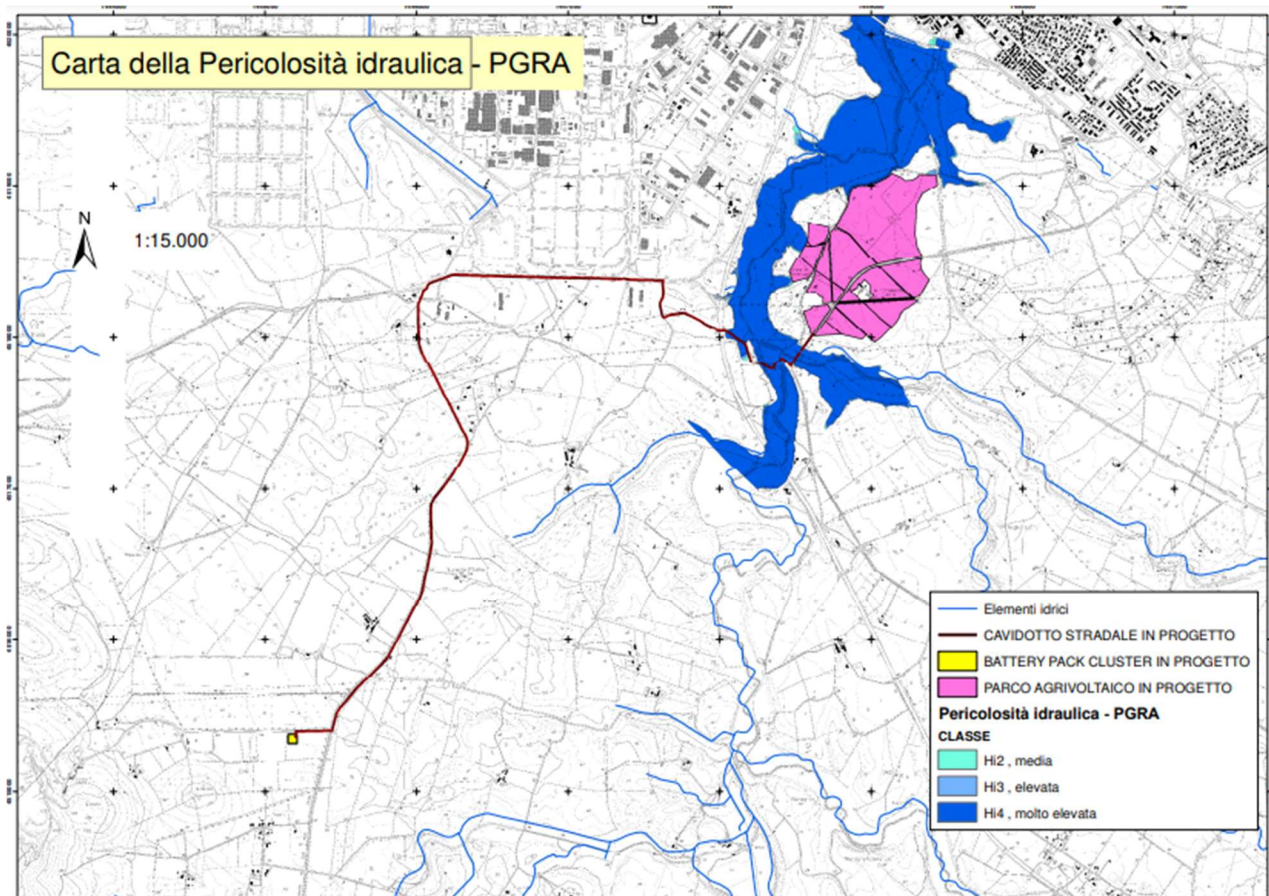 Carta della Pericolosità idraulica - PGRA
N
1:15.000
Elementi idrici
CAVIDOTTO STRADALE IN PROGETTO
BATTERY PACK CLUSTER IN PROGETTO
PARCO AGRIVOLTAICO IN PROGETTO
Pericolosità idraulica - PGRA
CLASSE
Hi2 , media
Hi3 , elevata
Hi4 , molto elevata